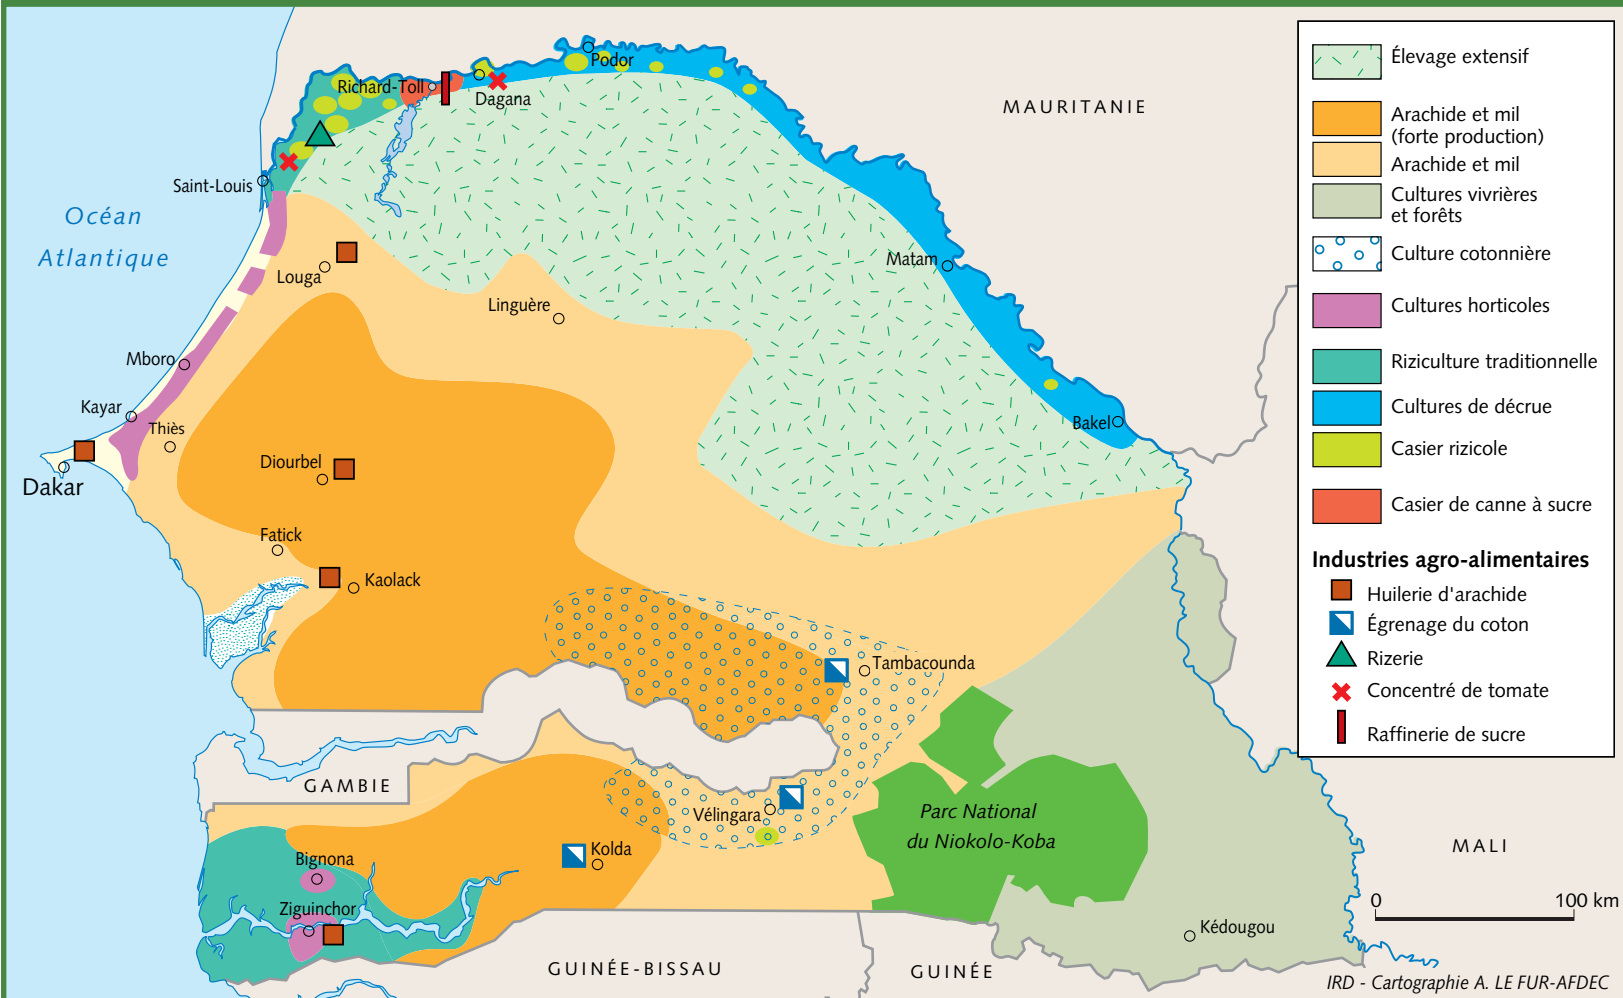 Podor
Richard-Toll
Dagana
MAURITANIE
Saint-Louis
Océan
Atlantique
Matam
Louga
Linguère
Mboro
Kayar
Thiès
Bakel
Diourbel
Dakar
Fatick
Kaolack
Tambacounda
GAMBIE
Vélingara
Parc National
du Niokolo-Koba
Kolda
Bignona
Ziguinchor
MALI
Kédougou
GUINÉE-BISSAU
GUINÉE
Élevage extensif
Arachide et mil
(forte production)
Arachide et mil
Cultures vivrières
et forêts
Culture cotonnière
Cultures horticoles
Riziculture traditionnelle
Cultures de décrue
Casier rizicole
Casier de canne à sucre
Industries agro-alimentaires
Huilerie d'arachide
Égrenage du coton
Rizerie
Concentré de tomate
Raffinerie de sucre
0 100 km
IRD - Cartographie A. LE FUR-AFDEC